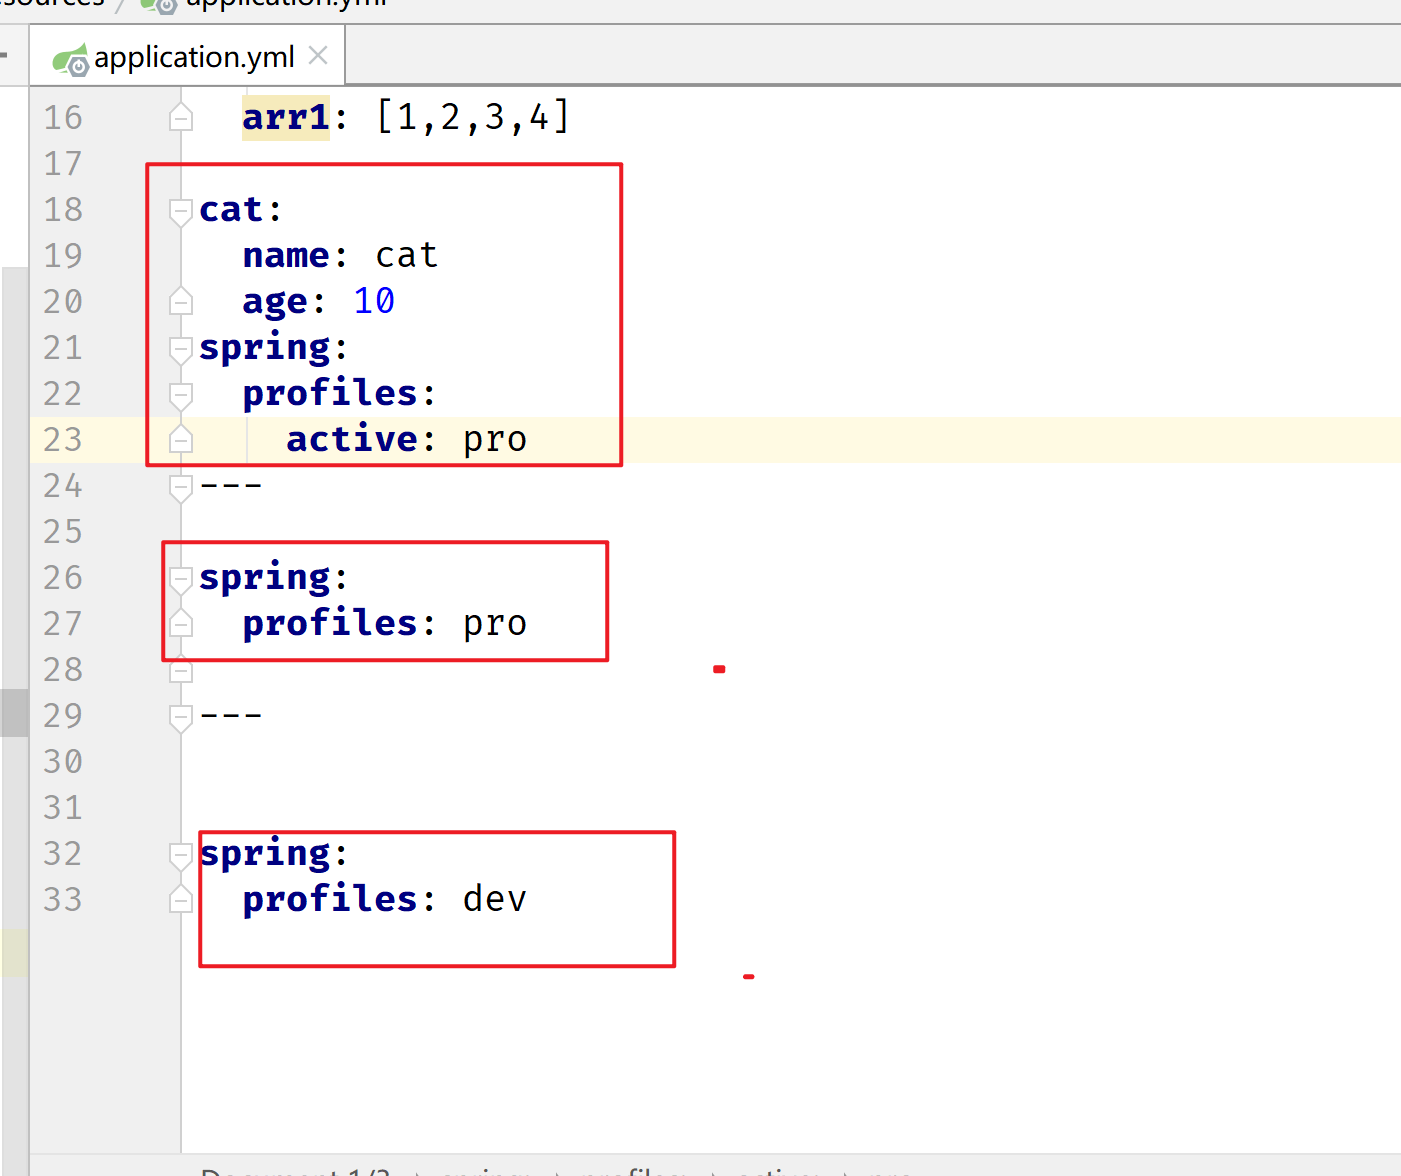 application.yml
application.yml
16 arr1: [1,2,3,4]
17
18 cat:
19 name: cat
20 age: 10
21 spring:
22 profiles:
23 active: pro
24 ---
25
26 spring:
27 profiles: pro
28
29 ---
30
31
32 spring:
33 profiles: dev